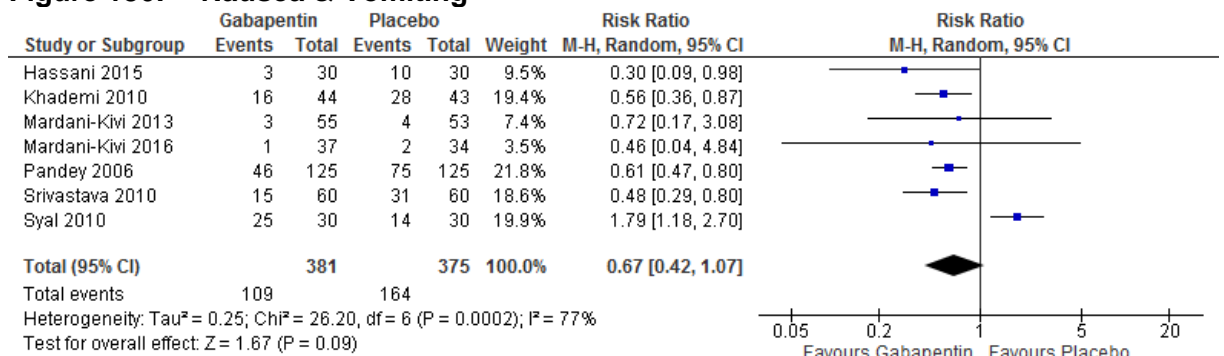 Gabapentin Placebo Risk Ratio Risk Ratio
Study or Subgroup Events Total Events Total Weight M-H, Random, 95% CI M-H, Random, 95% CI
Hassani 2015 3 30 10 30 9.5% 0.30 [0.09, 0.98]
Khademi 2010 16 44 28 43 19.4% 0.56 [0.36, 0.87]
Mardani-Kivi 2013 3 55 4 53 7.4% 0.72 [0.17, 3.08]
Mardani-Kivi 2016 1 37 2 34 3.5% 0.46 [0.04, 4.84]
Pandey 2006 46 125 75 125 21.8% 0.61 [0.47, 0.80]
Srivastava 2010 15 60 31 60 18.6% 0.48 [0.29, 0.80]
Syal 2010 25 30 14 30 19.9% 1.79 [1.18, 2.70]
Total (95% CI) 381 375 100.0% 0.67 [0.42, 1.07]
Total events 109 164
Heterogeneity: Tau² = 0.25; Chi² = 26.20, df = 6 (P = 0.0002); I² = 77%
Test for overall effect: Z = 1.67 (P = 0.09)
0.05 0.2 1 5 20
Favours Gabapentin Favours Placebo